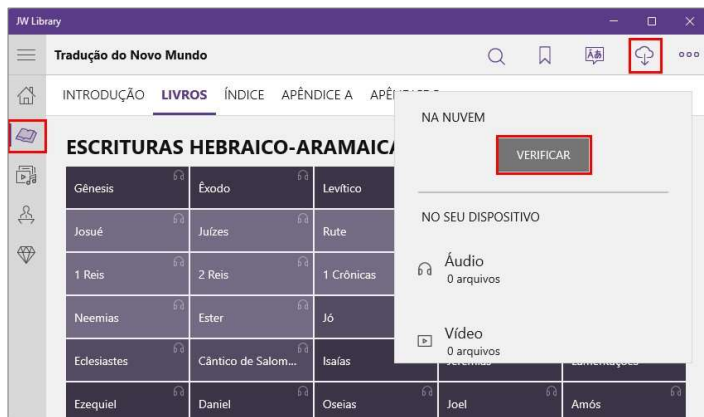 JW Library
Tradução do Novo Mundo
INTRODUÇÃO LIVROS ÍNDICE APÊNDICE A
NA NUVEM
VERIFICAR
NO SEU DISPOSITIVO
Áudio
0 arquivos
Vídeo
0 arquivos
ESCRITURAS HEBRAICO-ARAMAICA
Gênesis Êxodo Levítico
Josué Juízes Rute
1 Reis 2 Reis 1 Crônicas
Neemias Ester Jó
Eclesiastes Cântico de Salom... Isaías Jeremias Lamentações
Ezequiel Daniel Oseias Joel Amós